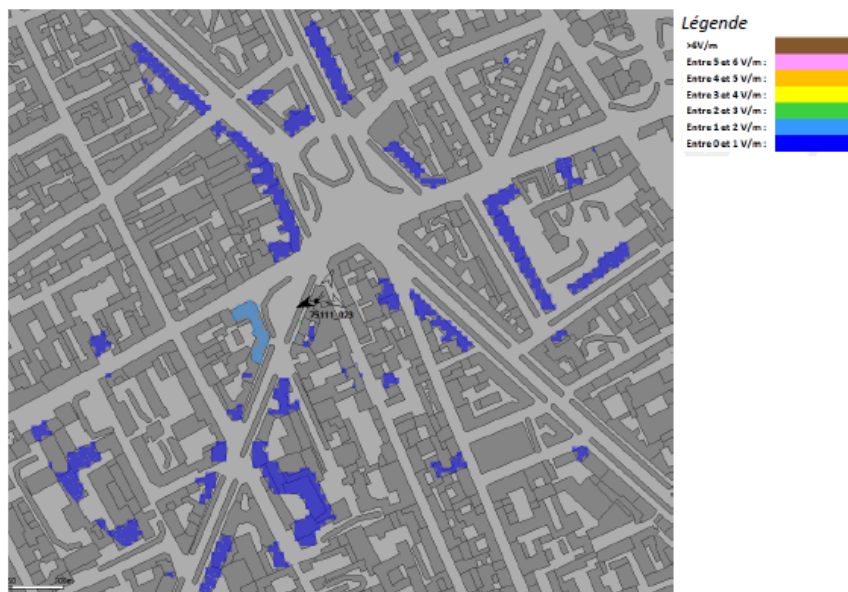 Légende
>6V/m
Entre 5 et 6 V/m :
Entre 4 et 5 V/m :
Entre 3 et 4 V/m :
Entre 2 et 3 V/m :
Entre 1 et 2 V/m :
Entre 0 et 1 V/m :
75111_023